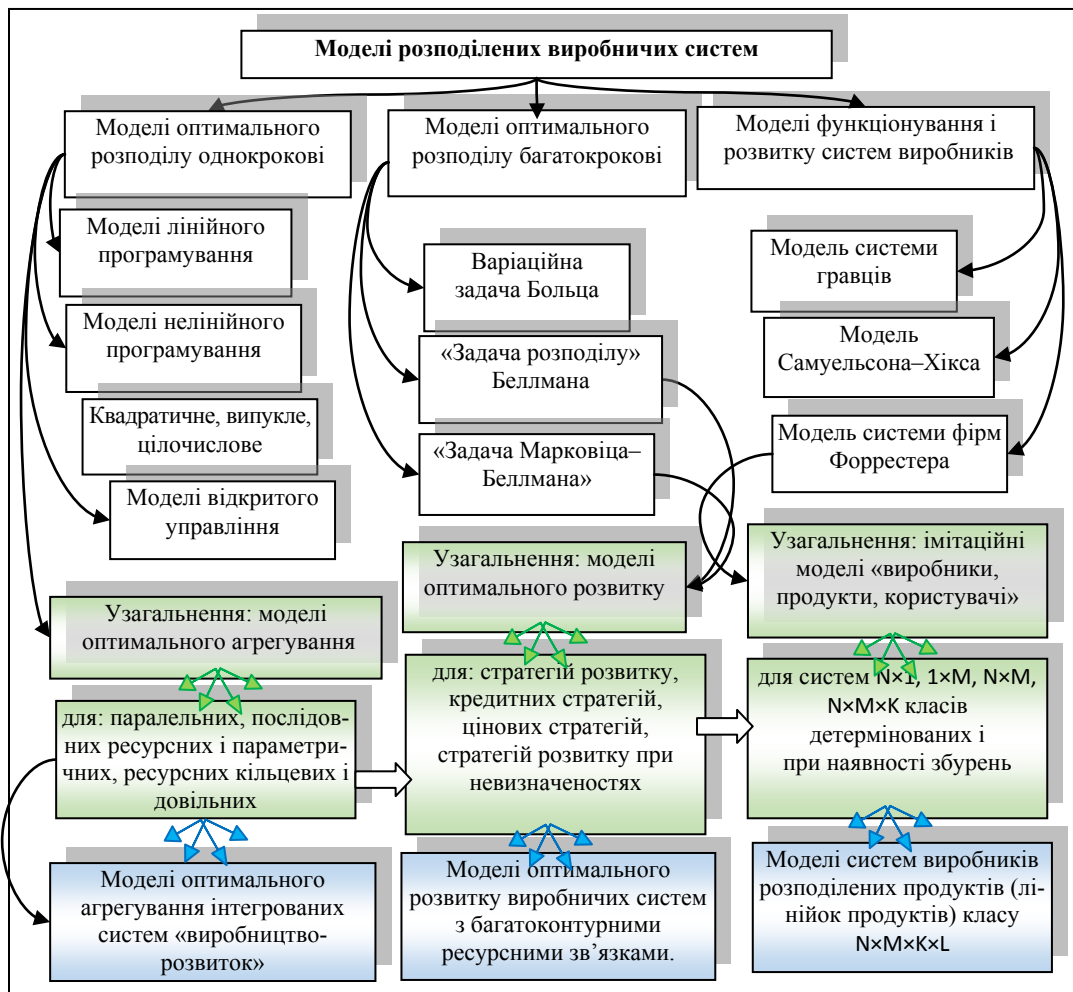 Моделі розподілених виробничих систем
Моделі оптимального
розподілу однокрокові
Моделі оптимального
розподілу багатокрокові
Моделі функціонування і
розвитку систем виробників
Моделі лінійного
програмування
Моделі нелінійного
програмування
Квадратичне, випукле,
цілочислове
Моделі відкритого
управління
Варіаційна
задача Больца
«Задача розподілу»
Беллмана
«Задача Марковіца–
Беллмана»
Модель системи
гравців
Модель
Самуельсона–Хікса
Модель системи фірм
Форрестера
Узагальнення: моделі
оптимального агрегування
Узагальнення: моделі
оптимального розвитку
Узагальнення: імітаційні
моделі «виробники,
продукти, користувачі»
для: паралельних, послідов-
них ресурсних і параметри-
чних, ресурсних кільцевих і
довільних
для: стратегій розвитку,
кредитних стратегій,
цінових стратегій,
стратегій розвитку при
невизначеностях
для систем N×1, 1×M, N×M,
N×M×K класів
детермінованих і
при наявності збурень
Моделі оптимального
агрегування інтегрованих
систем «виробництво-
розвиток»
Моделі оптимального
розвитку виробничих систем
з багатоконтурними
ресурсними зв’язками.
Моделі систем виробників
розподілених продуктів (лі-
нійок продуктів) класу
N×M×K×L